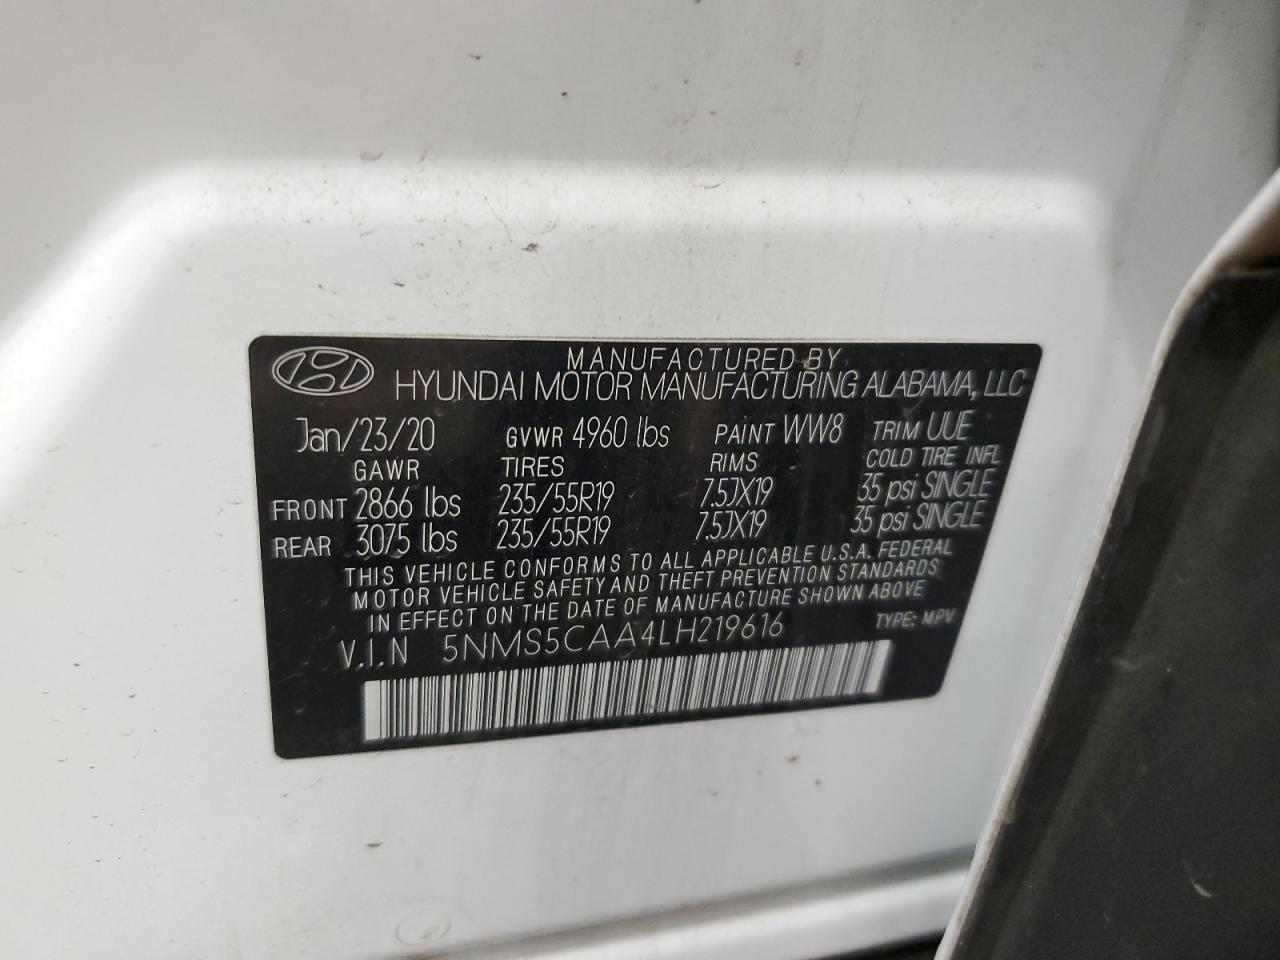 MANUFACTURED BY
HYUNDAI MOTOR MANUFACTURING ALABAMA, LLC
Jan/23/20 GVWR 4960 lbs PAINT WW8 TRIM UUE
GAWR TIRES RIMS COLD TIRE INFL
FRONT 2866 lbs 235/55R19 7.5JX19 35 psi SINGLE
REAR 3075 lbs 235/55R19 7.5JX19 35 psi SINGLE
THIS VEHICLE CONFORMS TO ALL APPLICABLE U.S.A. FEDERAL
MOTOR VEHICLE SAFETY AND THEFT PREVENTION STANDARDS
IN EFFECT ON THE DATE OF MANUFACTURE SHOWN ABOVE
V.I.N 5NMS5CAA4LH219616 TYPE: MPV